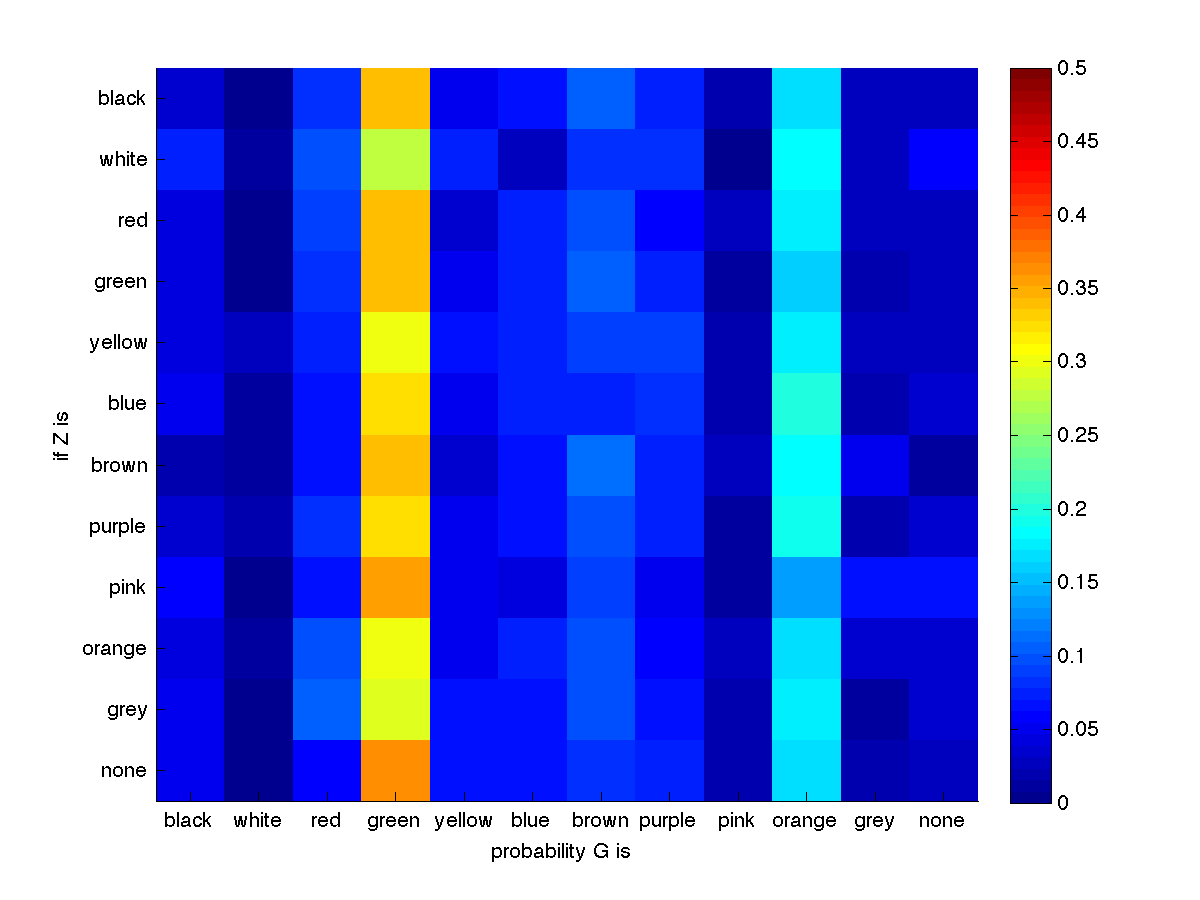 black
white
red
green
yellow
blue
brown
purple
pink
orange
grey
none
if Z is
black white red green yellow blue brown purple pink orange grey none
probability G is
0.5
0.45
0.4
0.35
0.3
0.25
0.2
0.15
0.1
0.05
0